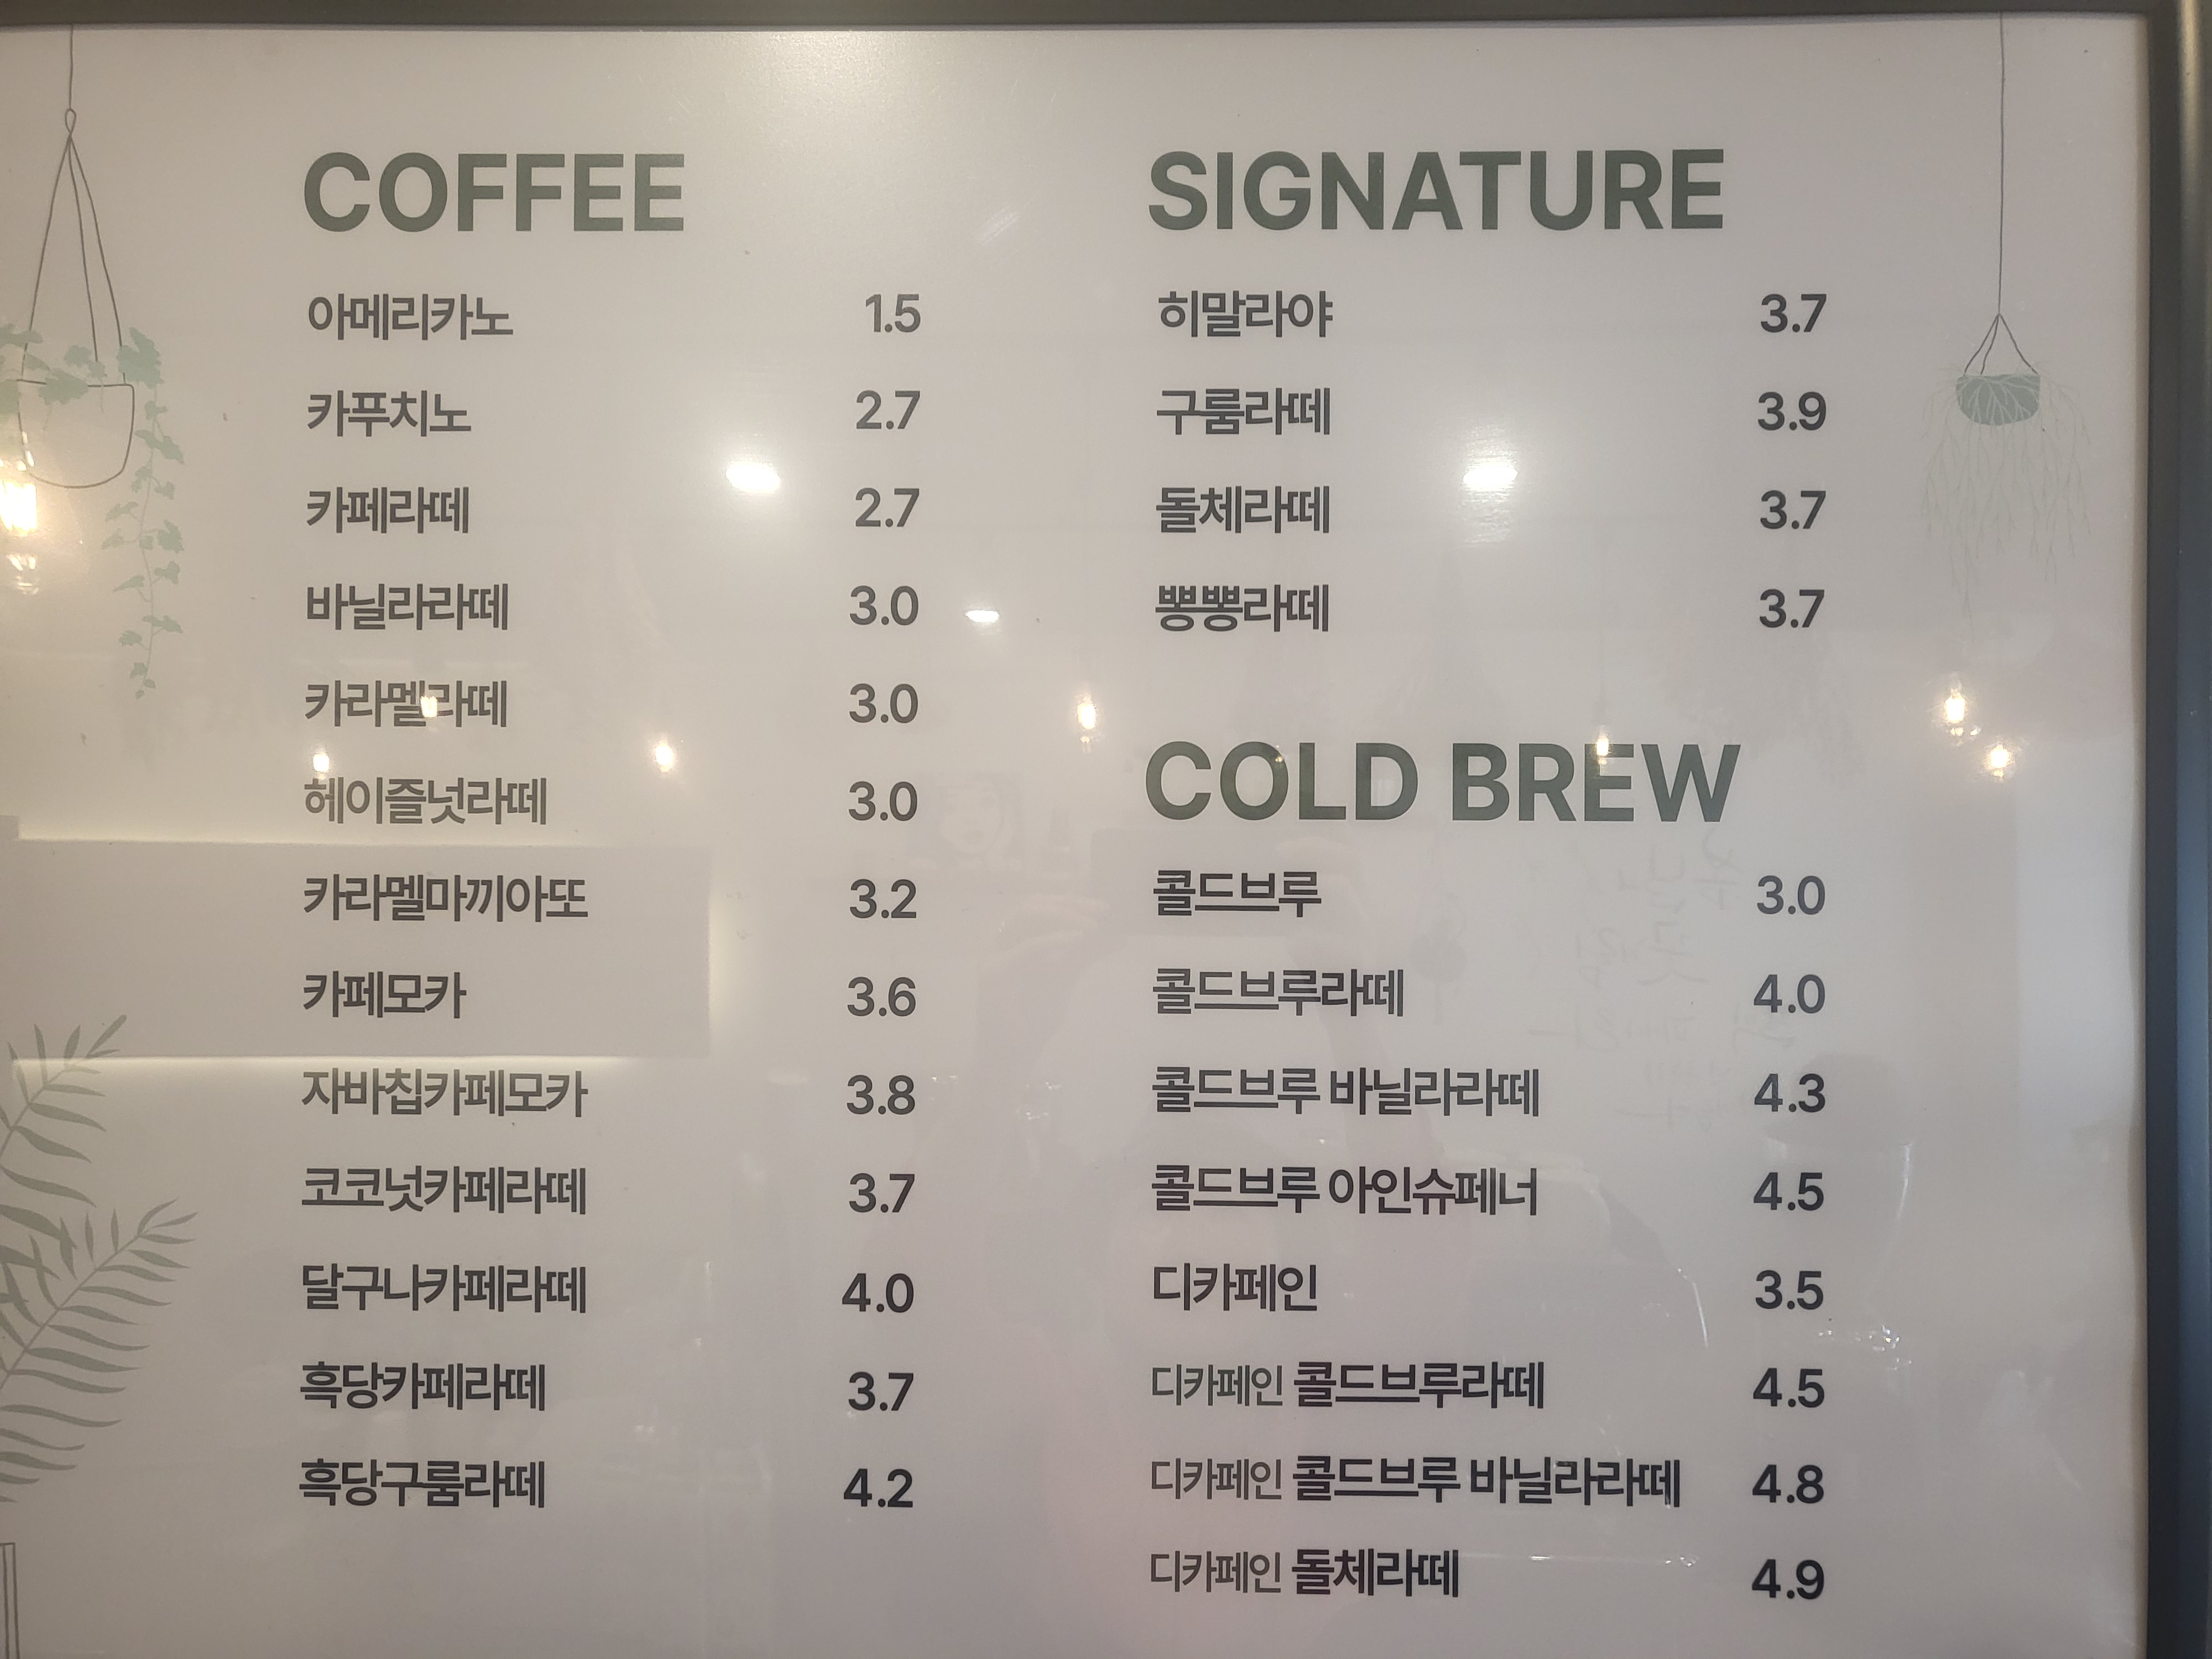 COFFEE
아메리카노 1.5
카푸치노 2.7
카페라떼 2.7
바닐라라떼 3.0
카라멜라떼 3.0
헤이즐넛라떼 3.0
카라멜마끼아또 3.2
카페모카 3.6
자바칩카페모카 3.8
코코넛카페라떼 3.7
달구나카페라떼 4.0
흑당카페라떼 3.7
흑당구룸라떼 4.2
SIGNATURE
히말라야 3.7
구룸라떼 3.9
돌체라떼 3.7
뿅뿅라떼 3.7
COLD BREW
콜드브루 3.0
콜드브루라떼 4.0
콜드브루 바닐라라떼 4.3
콜드브루 아인슈페너 4.5
디카페인 3.5
디카페인 콜드브루라떼 4.5
디카페인 콜드브루 바닐라라떼 4.8
디카페인 돌체라떼 4.9